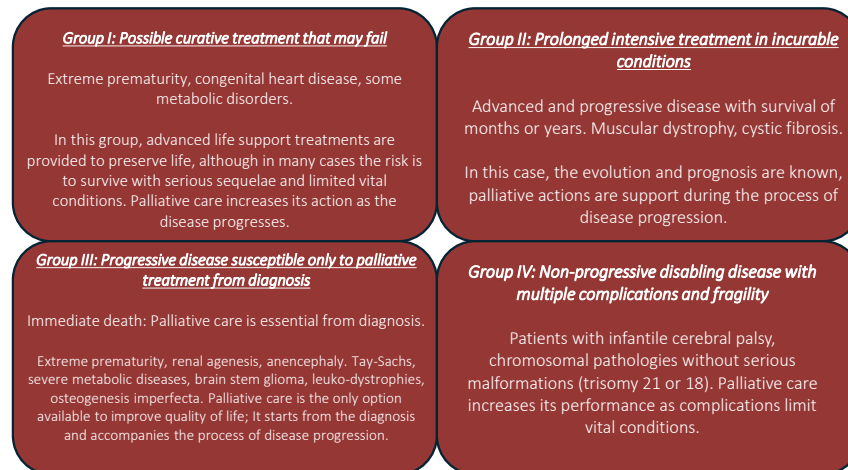 Group I: Possible curative treatment that may fail
Extreme prematurity, congenital heart disease, some
metabolic disorders.
In this group, advanced life support treatments are
provided to preserve life, although in many cases the risk is
to survive with serious sequelae and limited vital
conditions. Palliative care increases its action as the
disease progresses.
Group II: Prolonged intensive treatment in incurable
conditions
Advanced and progressive disease with survival of
months or years. Muscular dystrophy, cystic fibrosis.
In this case, the evolution and prognosis are known,
palliative actions are support during the process of
disease progression.
Group III: Progressive disease susceptible only to palliative
treatment from diagnosis
Immediate death: Palliative care is essential from diagnosis.
Extreme prematurity, renal agenesis, anencephaly. Tay-Sachs,
severe metabolic diseases, brain stem glioma, leuko-dystrophies,
osteogenesis imperfecta. Palliative care is the only option
available to improve quality of life; It starts from the diagnosis
and accompanies the process of disease progression.
Group IV: Non-progressive disabling disease with
multiple complications and fragility
Patients with infantile cerebral palsy,
chromosomal pathologies without serious
malformations (trisomy 21 or 18). Palliative care
increases its performance as complications limit
vital conditions.